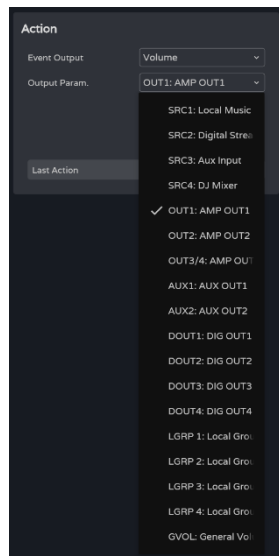 Action
Event Output Volume
Output Param. OUT1: AMP OUT1
SRC1: Local Music
SRC2: Digital Strea
SRC3: Aux Input
SRC4: DJ Mixer
Last Action
OUT1: AMP OUT1
OUT2: AMP OUT2
OUT3/4: AMP OUT
AUX1: AUX OUT1
AUX2: AUX OUT2
DOUT1: DIG OUT1
DOUT2: DIG OUT2
DOUT3: DIG OUT3
DOUT4: DIG OUT4
LGRP 1: Local Grou
LGRP 2: Local Grou
LGRP 3: Local Grou
LGRP 4: Local Grou
GVOL: General Vol